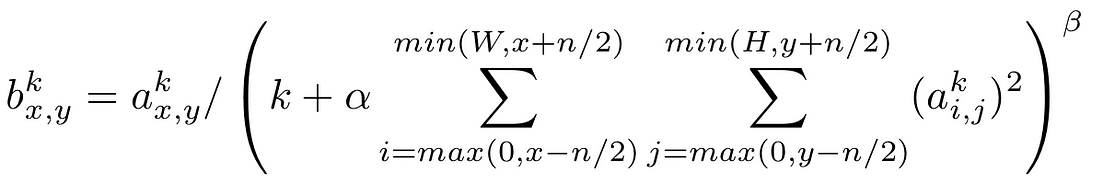 b^k_{x,y} = a^k_{x,y} / \left( k + \alpha \sum_{i=max(0,x-n/2)}^{min(W,x+n/2)} \sum_{j=max(0,y-n/2)}^{min(H,y+n/2)} (a^k_{i,j})^2 \right)^\beta